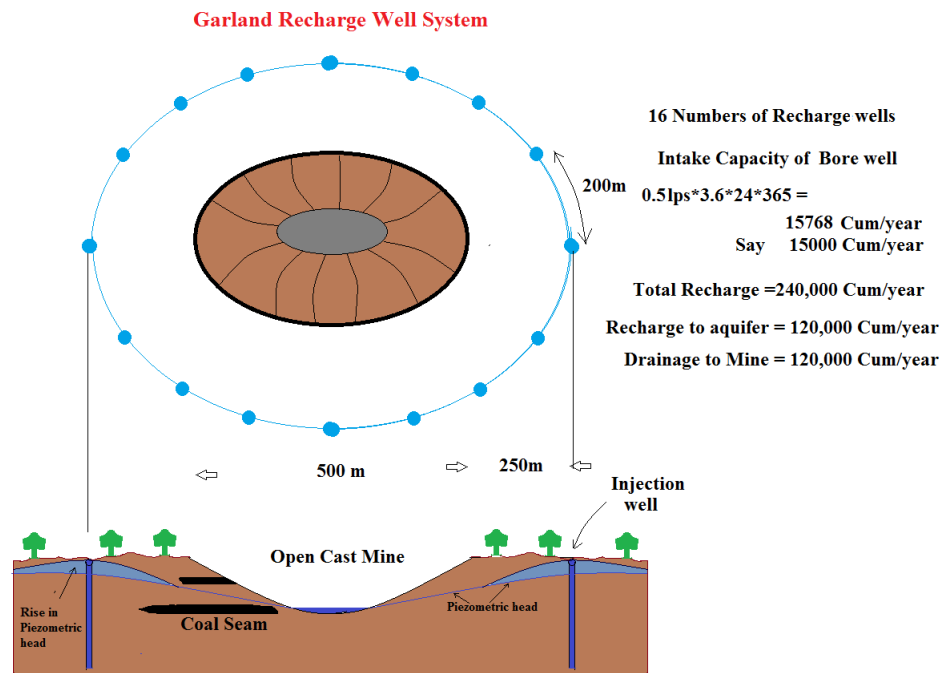 Garland Recharge Well System
16 Numbers of Recharge wells
Intake Capacity of Bore well
200m
0.5lps*3.6*24*365 =
15768 Cum/year
Say 15000 Cum/year
Total Recharge =240,000 Cum/year
Recharge to aquifer = 120,000 Cum/year
Drainage to Mine = 120,000 Cum/year
500 m
250m
Injection
well
Open Cast Mine
Rise in
Piezometric
head
Coal Seam
Piezometric head